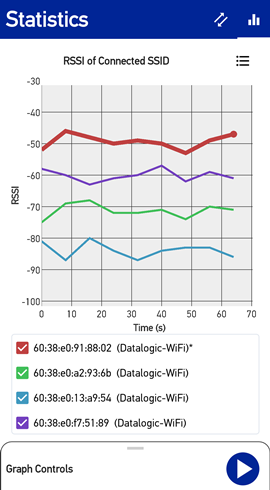 Statistics
RSSI of Connected SSID
-30
-40
-50
-60
-70
-80
-90
-100
RSSI
0 10 20 30 40 50 60 70
Time (s)
60:38:e0:91:88:02 (Datalogic-WiFi)*
60:38:e0:a2:93:6b (Datalogic-WiFi)
60:38:e0:13:a9:54 (Datalogic-WiFi)
60:38:e0:f7:51:89 (Datalogic-WiFi)
Graph Controls